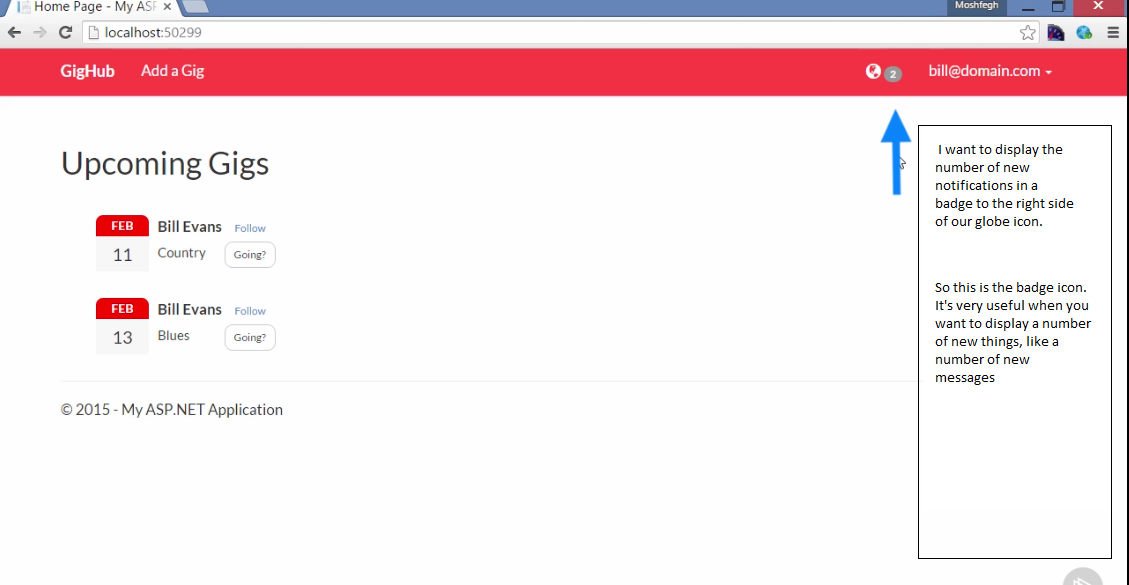 Home Page - My ASP
Moshfegh
localhost:50299
GigHub Add a Gig 2 bill@domain.com
Upcoming Gigs
FEB Bill Evans Follow
11 Country Going?
FEB Bill Evans Follow
13 Blues Going?
© 2015 - My ASP.NET Application
I want to display the
number of new
notifications in a
badge to the right side
of our globe icon.
So this is the badge icon.
It's very useful when you
want to display a number
of new things, like a
number of new
messages